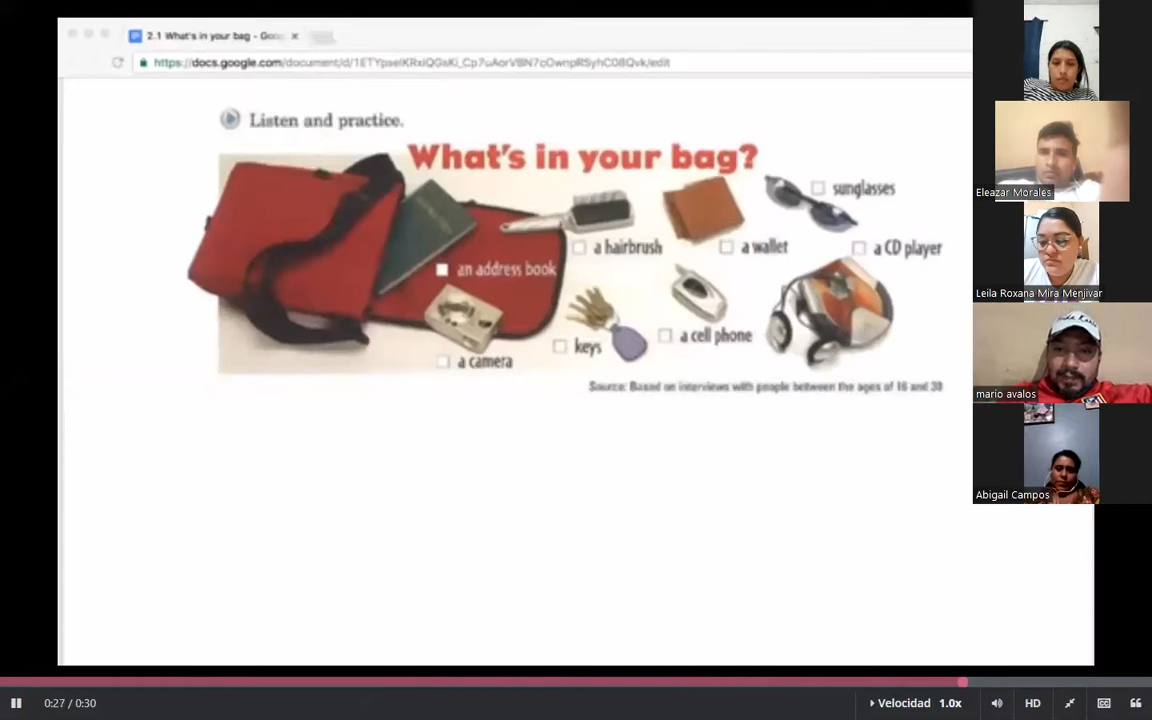 2.1 What's in your bag - Goo
https://docs.google.com/document/d/
/edit
Listen and practice.
What's in your bag?
sunglasses
a hairbrush
a wallet
a CD player
an address book
a cell phone
keys
a camera
Source: Based on interviews with people between the ages of 16 and 30
Eleazar Morales
Leila Roxana Mira Menjivar
mario avalos
Abigail Campos
0:27 / 0:30
Velocidad 1.0x
HD
CC